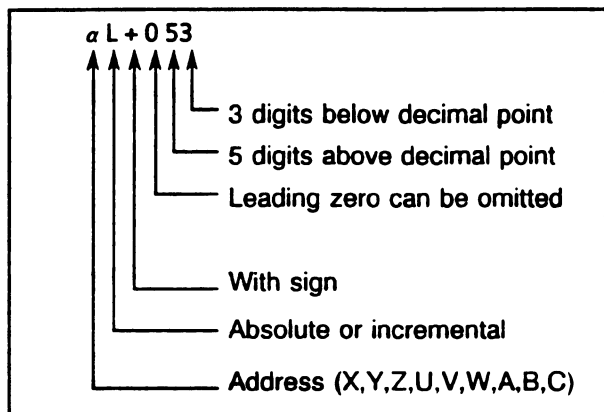 α L + 0 53
3 digits below decimal point
5 digits above decimal point
Leading zero can be omitted
With sign
Absolute or incremental
Address (X,Y,Z,U,V,W,A,B,C)